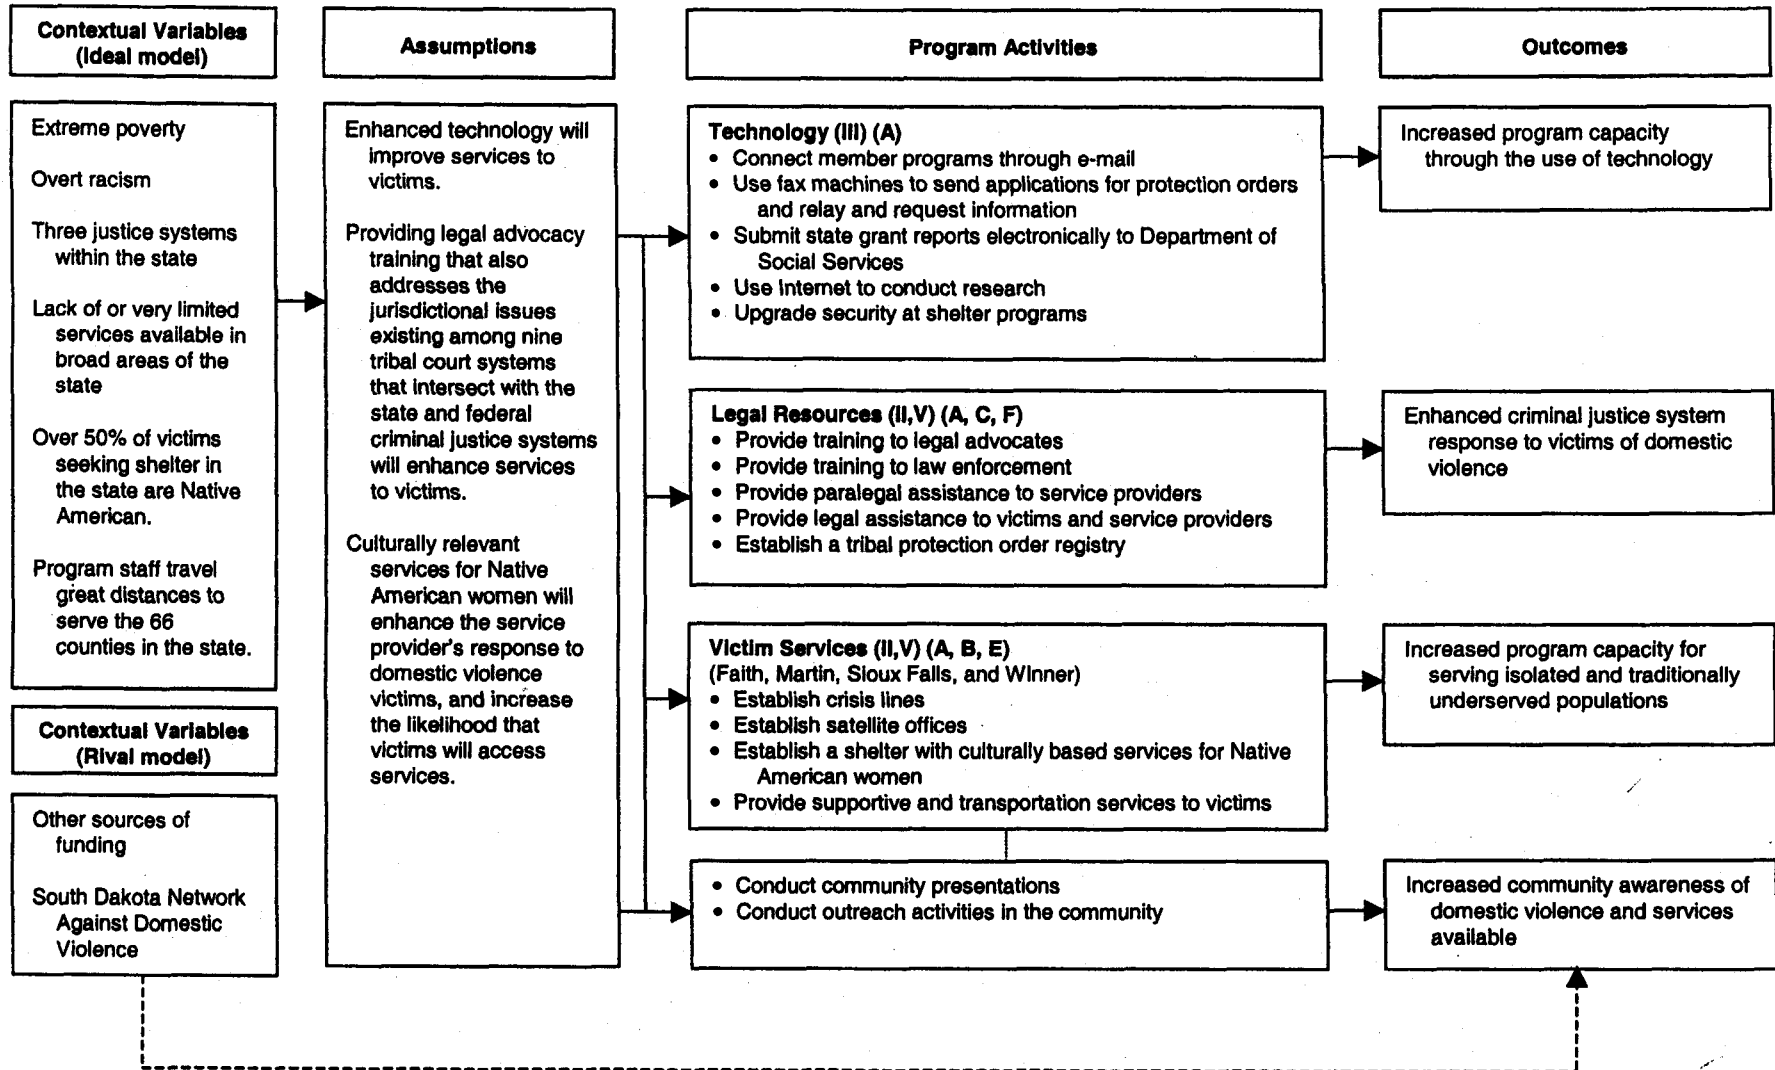 Contextual Variables
(Ideal model)
Assumptions
Program Activities
Outcomes
Extreme poverty
Overt racism
Three justice systems
within the state
Lack of or very limited
services available in
broad areas of the
state
Over 50% of victims
seeking shelter in
the state are Native
American.
Program staff travel
great distances to
serve the 66
counties in the state.
Contextual Variables
(Rival model)
Other sources of
funding
South Dakota Network
Against Domestic
Violence
Enhanced technology will
improve services to
victims.
Providing legal advocacy
training that also
addresses the
jurisdictional issues
existing among nine
tribal court systems
that intersect with the
state and federal
criminal justice systems
will enhance services
to victims.
Culturally relevant
services for Native
American women will
enhance the service
provider's response to
domestic violence
victims, and increase
the likelihood that
victims will access
services.
Technology (III) (A)
• Connect member programs through e-mail
• Use fax machines to send applications for protection orders
and relay and request information
• Submit state grant reports electronically to Department of
Social Services
• Use Internet to conduct research
• Upgrade security at shelter programs
Legal Resources (II,V) (A, C, F)
• Provide training to legal advocates
• Provide training to law enforcement
• Provide paralegal assistance to service providers
• Provide legal assistance to victims and service providers
• Establish a tribal protection order registry
Victim Services (II,V) (A, B, E)
(Faith, Martin, Sioux Falls, and Winner)
• Establish crisis lines
• Establish satellite offices
• Establish a shelter with culturally based services for Native
American women
• Provide supportive and transportation services to victims
• Conduct community presentations
• Conduct outreach activities in the community
Increased program capacity
through the use of technology
Enhanced criminal justice system
response to victims of domestic
violence
Increased program capacity for
serving isolated and traditionally
underserved populations
Increased community awareness of
domestic violence and services
available